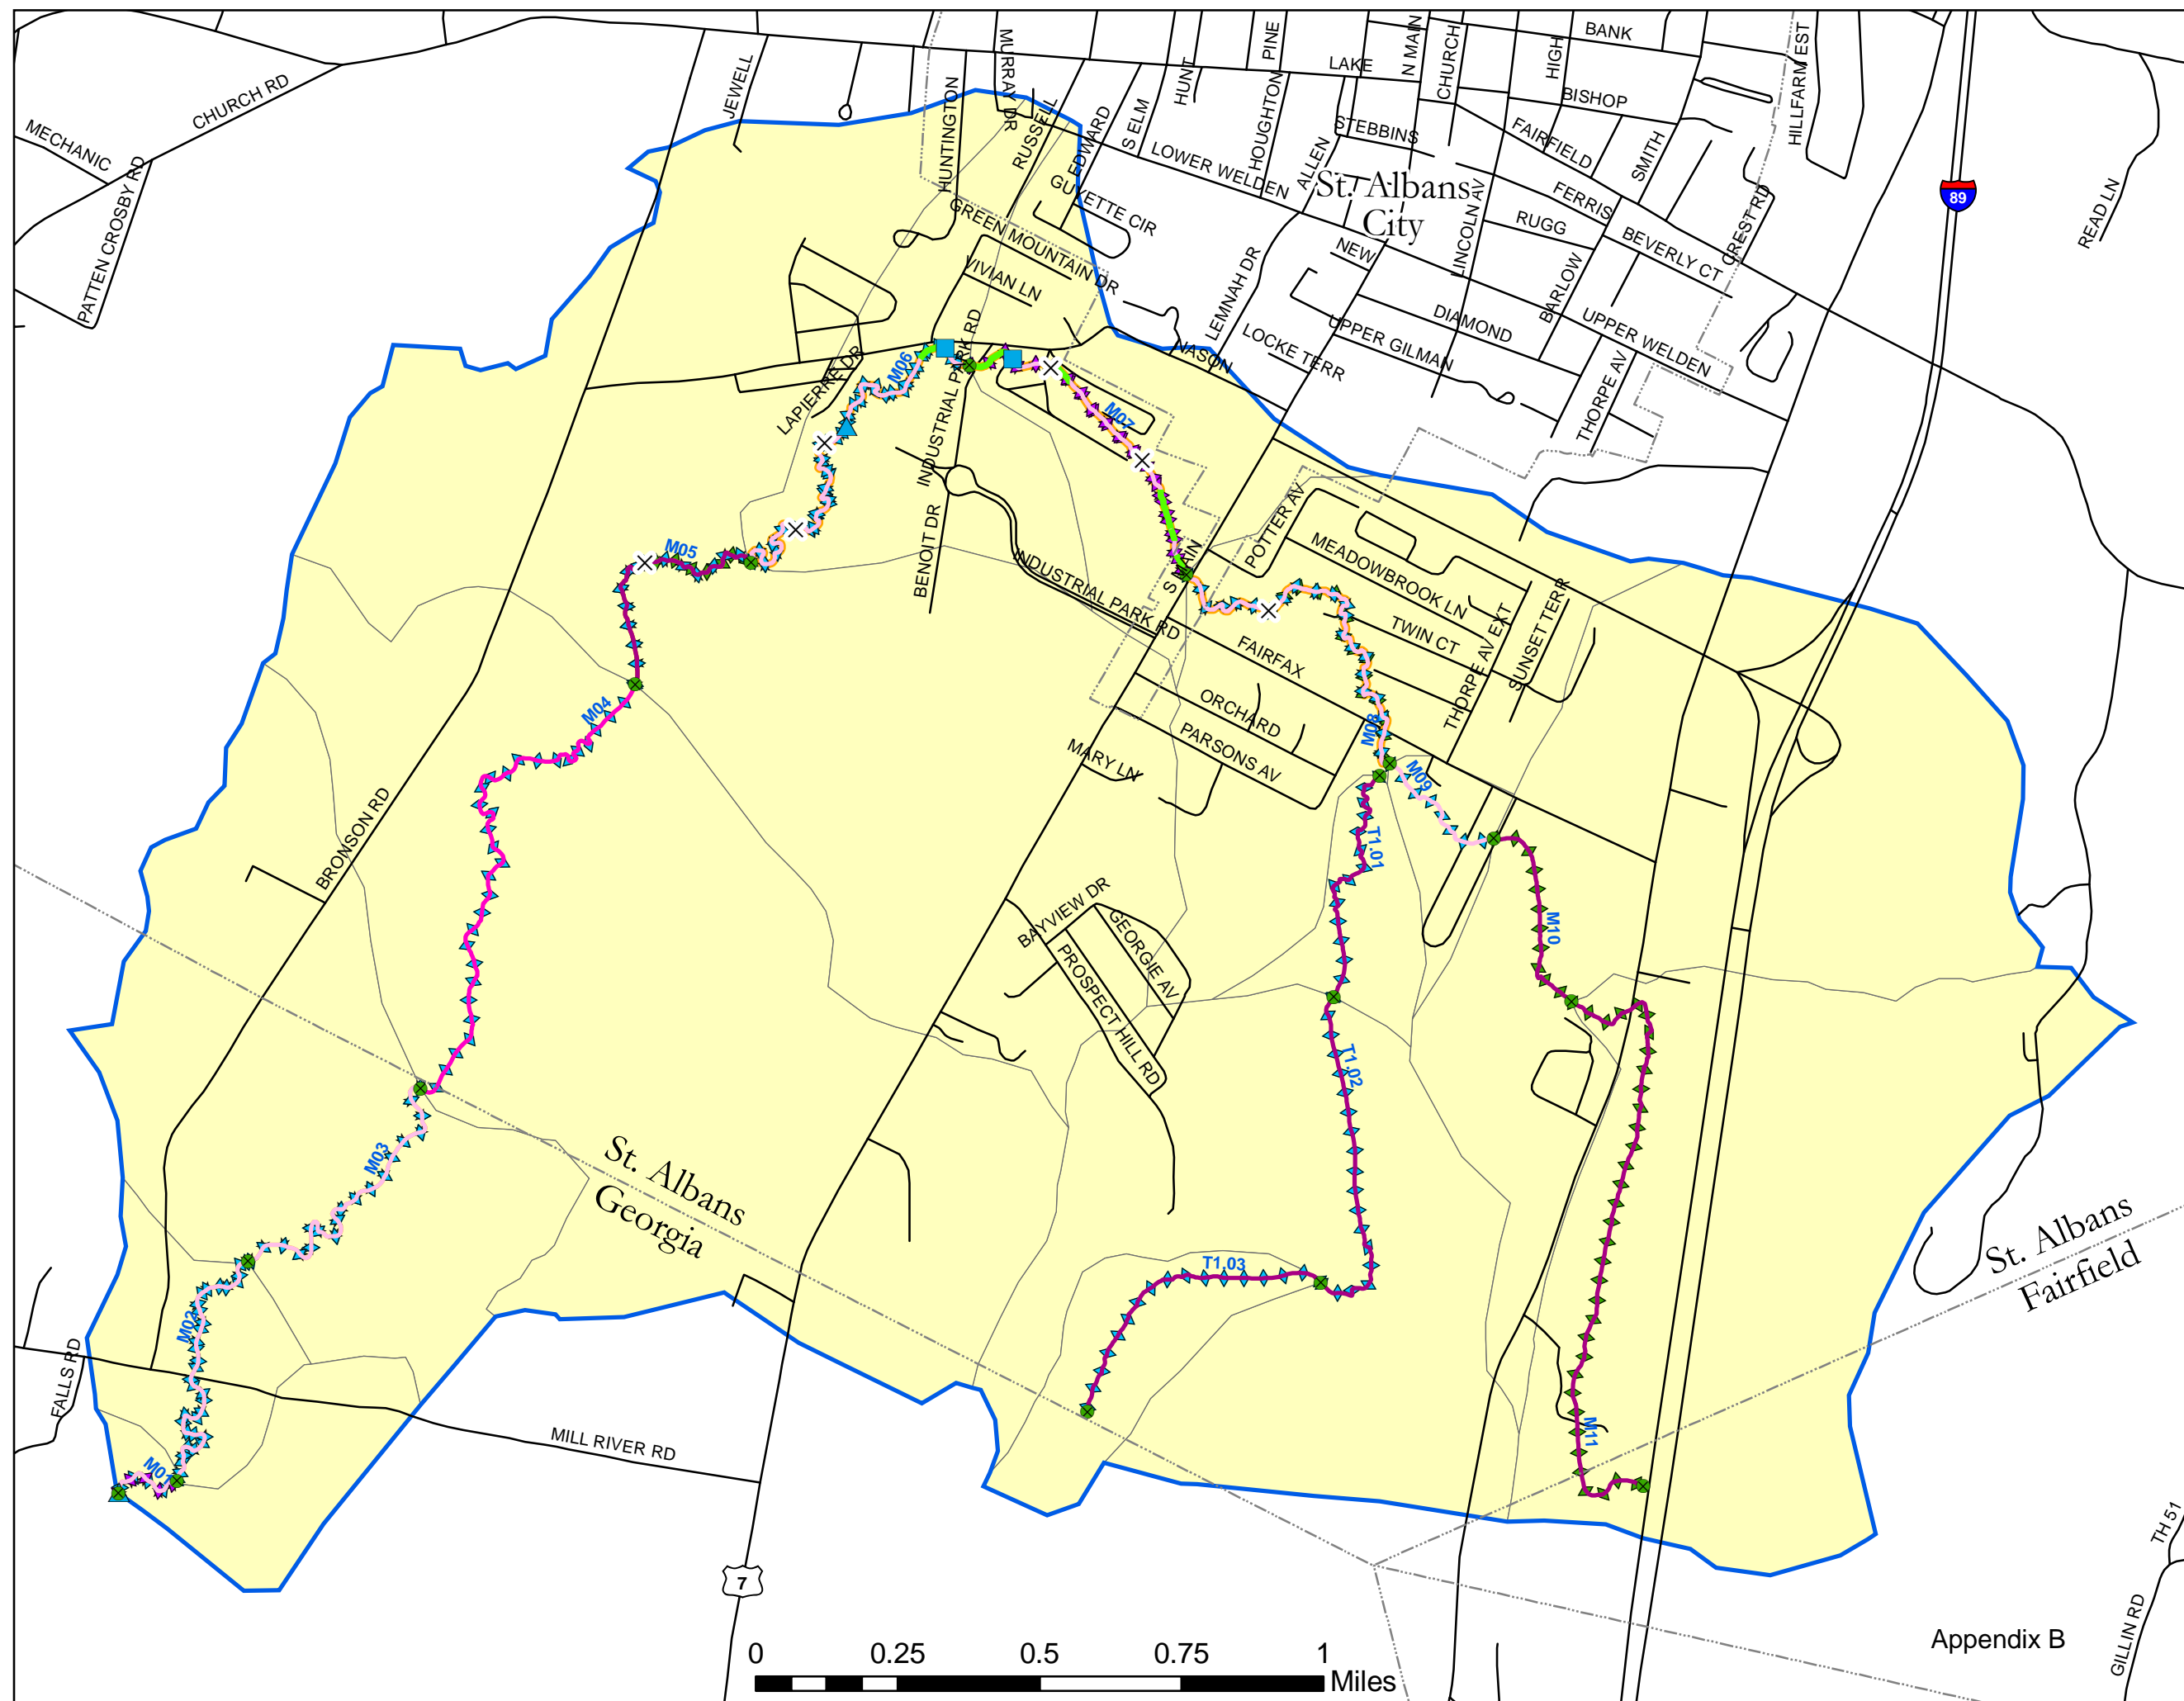 BANK
HILLFARM EST
N MAIN
CHURCH
HIGH
PINE
LAKE
MURRAY DR
HUNT
JEWELL
CHURCH RD
HUNTINGTON
RUSSELL
EDWARD
S ELM
HOUGHTON
STEBBINS
BISHOP
FAIRFIELD
SMITH
MECHANIC
PATTEN CROSBY RD
LOWER WELDEN
ALLEN
St. Albans
City
LINCOLN AV
FERRIS
RUGG
CREST RD
89
READ LN
GUYETTE CIR
GREEN MOUNTAIN DR
VIVIAN LN
LEMNAH DR
NEW
BARLOW
BEVERLY CT
DIAMOND
UPPER WELDEN
UPPER GILMAN
LOCKE TERR
NASON
THORPE AV
LAPIERRE DR
M06
INDUSTRIAL PARK RD
M07
BENOIT DR
M05
INDUSTRIAL PARK RD
S MAIN
POTTER AV
MEADOWBROOK LN
TWIN CT
THORPE AV EXT
SUNSET TERR
FAIRFAX
ORCHARD
PARSONS AV
MARY LN
M08
M09
M04
BRONSON RD
T1.01
M10
BAYVIEW DR
GEORGIE AV
PROSPECT HILL RD
T1.02
M03
St. Albans
Georgia
T1.03
St. Albans
Fairfield
M02
FALLS RD
M01
MILL RIVER RD
M11
TH 51
7
GILLIN RD
Appendix B
0 0.25 0.5 0.75 1
Miles